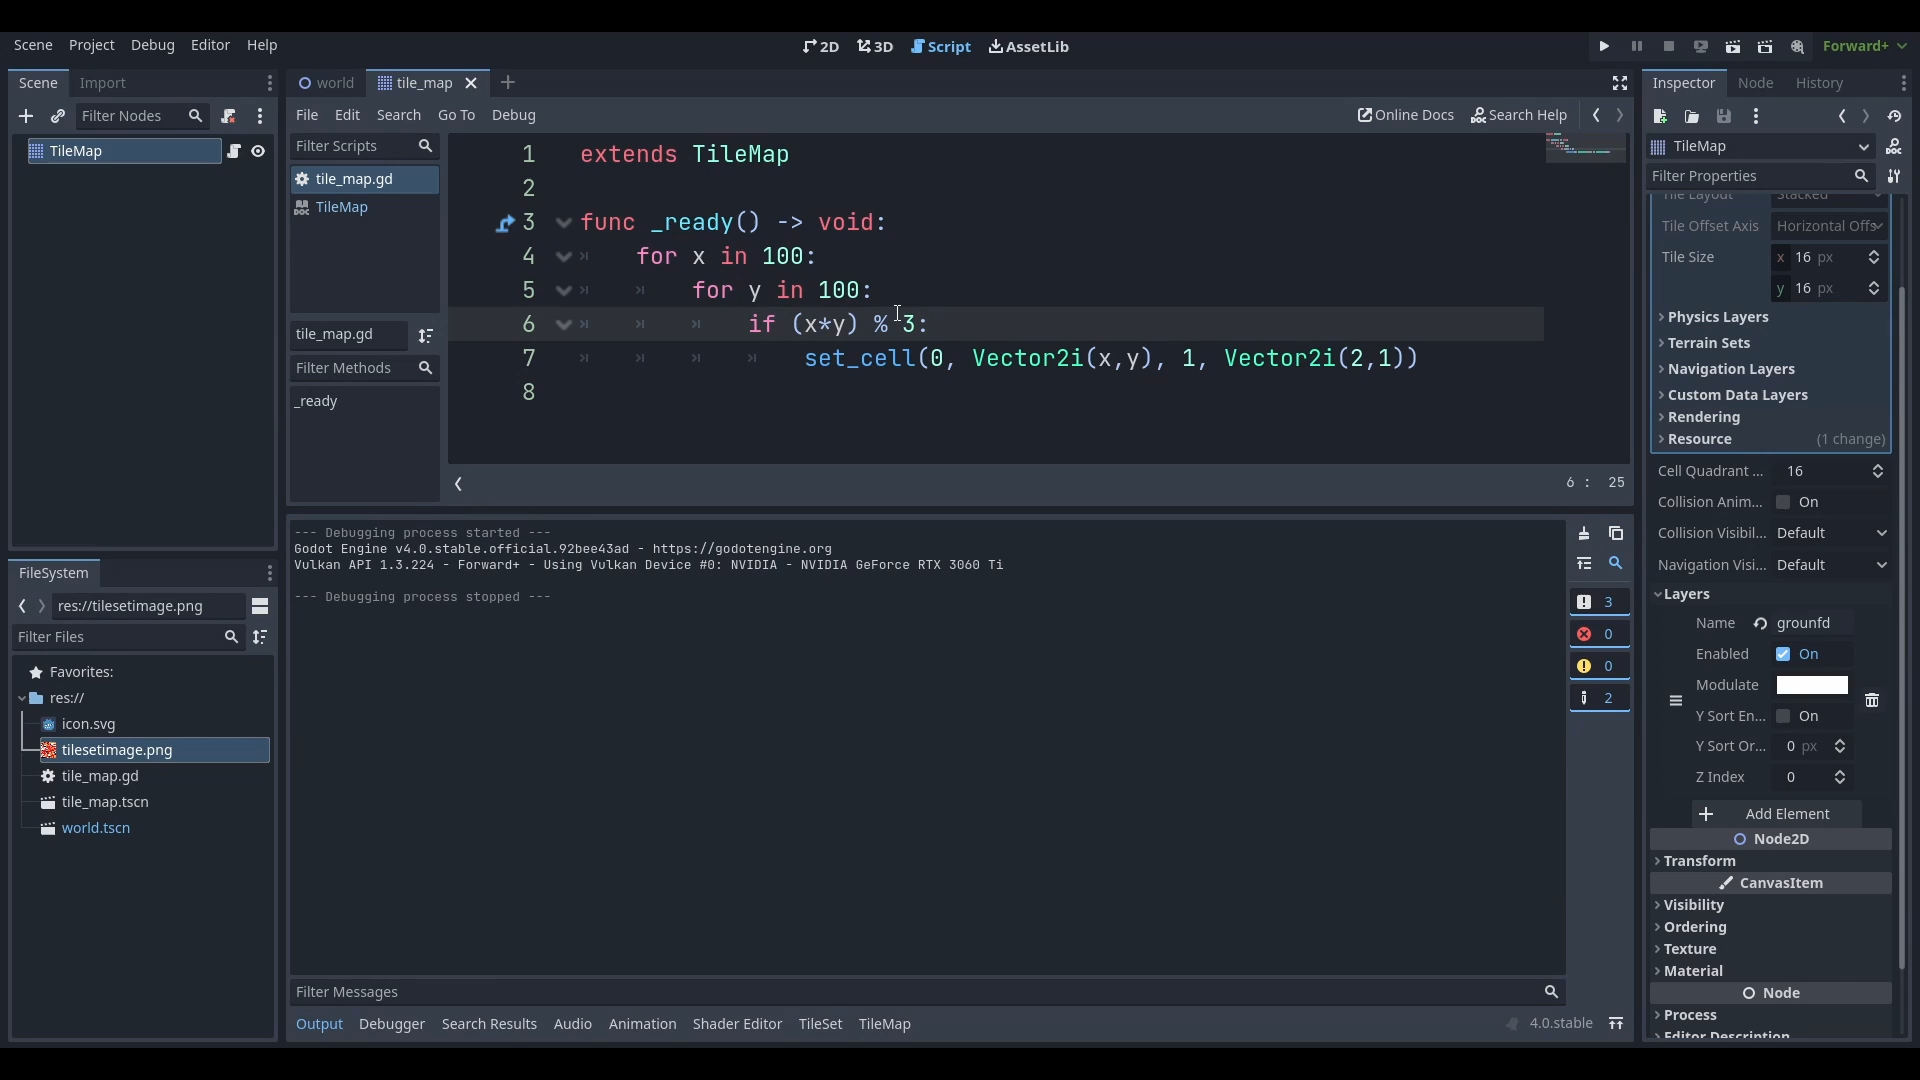 Scene Project Debug Editor Help
2D 3D Script AssetLib
Forward+
Scene Import
world tile_map
Inspector Node History
Filter Nodes
File Edit Search Go To Debug
Online Docs Search Help
TileMap
Filter Scripts
tile_map.gd
TileMap
tile_map.gd
Filter Methods
_ready
1 extends TileMap
2
3 func _ready() -> void:
4 for x in 100:
5 for y in 100:
6 if (x*y) % 3:
7 set_cell(0, Vector2i(x,y), 1, Vector2i(2,1))
8
6 : 25
TileMap
Filter Properties
Tile Layout Stacked
Tile Offset Axis Horizontal Offs
Tile Size x 16 px
y 16 px
Physics Layers
Terrain Sets
Navigation Layers
Custom Data Layers
Rendering
Resource (1 change)
Cell Quadrant ... 16
Collision Anim... On
Collision Visibil... Default
Navigation Visi... Default
Layers
Name grounfd
Enabled On
Modulate
Y Sort En... On
Y Sort Or... 0 px
Z Index 0
Add Element
Node2D
Transform
CanvasItem
Visibility
Ordering
Texture
Material
Node
Process
Editor Description
FileSystem
res://tilesetimage.png
Filter Files
Favorites:
res://
icon.svg
tilesetimage.png
tile_map.gd
tile_map.tscn
world.tscn
--- Debugging process started ---
Godot Engine v4.0.stable.official.92bee43ad - https://godotengine.org
Vulkan API 1.3.224 - Forward+ - Using Vulkan Device #0: NVIDIA - NVIDIA GeForce RTX 3060 Ti
--- Debugging process stopped ---
3
0
0
2
Filter Messages
Output Debugger Search Results Audio Animation Shader Editor TileSet TileMap
4.0.stable